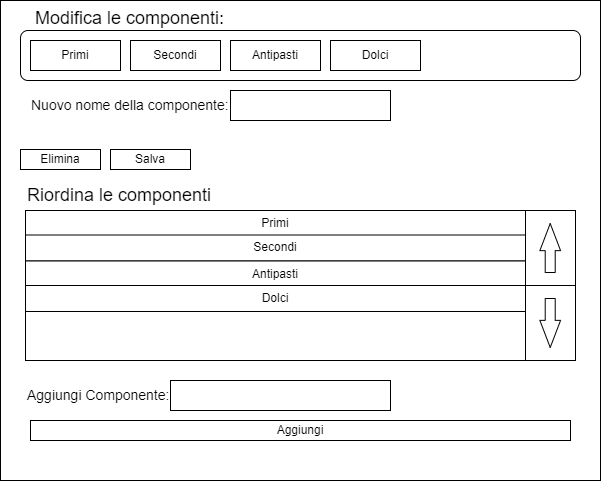 Modifica le componenti:
Primi Secondi Antipasti Dolci
Nuovo nome della componente:
Elimina Salva
Riordina le componenti
Primi
Secondi
Antipasti
Dolci
Aggiungi Componente:
Aggiungi